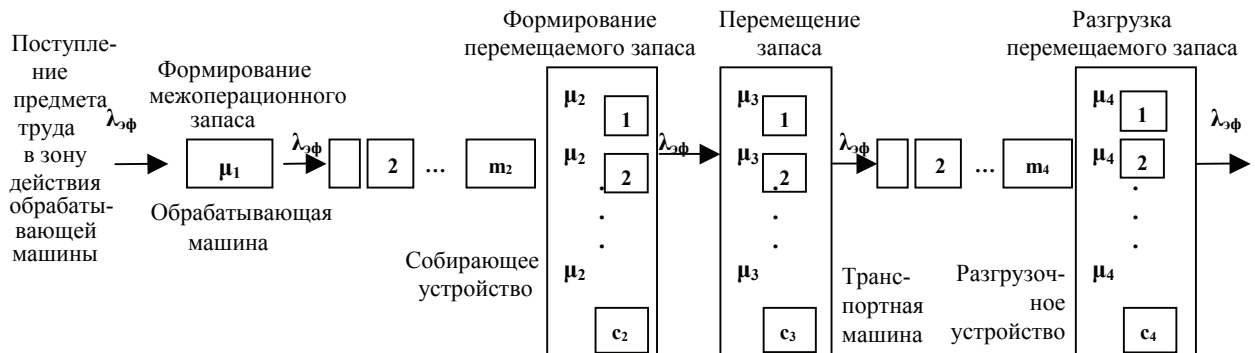 Поступле-
ние
предмета
труда
в зону
действия
обрабаты-
вающей
машины
λэф
Формирование
межоперационного
запаса
μ1
Обрабатывающая
машина
λэф
2
...
m2
Собирающее
устройство
Формирование
перемещаемого запаса
μ2
1
μ2
2
.
.
.
μ2
c2
λэф
Перемещение
запаса
μ3
1
μ3
2
.
.
.
μ3
c3
Транс-
портная
машина
λэф
2
...
m4
Разгрузоч-
ное
устройство
Разгрузка
перемещаемого запаса
μ4
1
μ4
2
.
.
.
μ4
c4
λэф